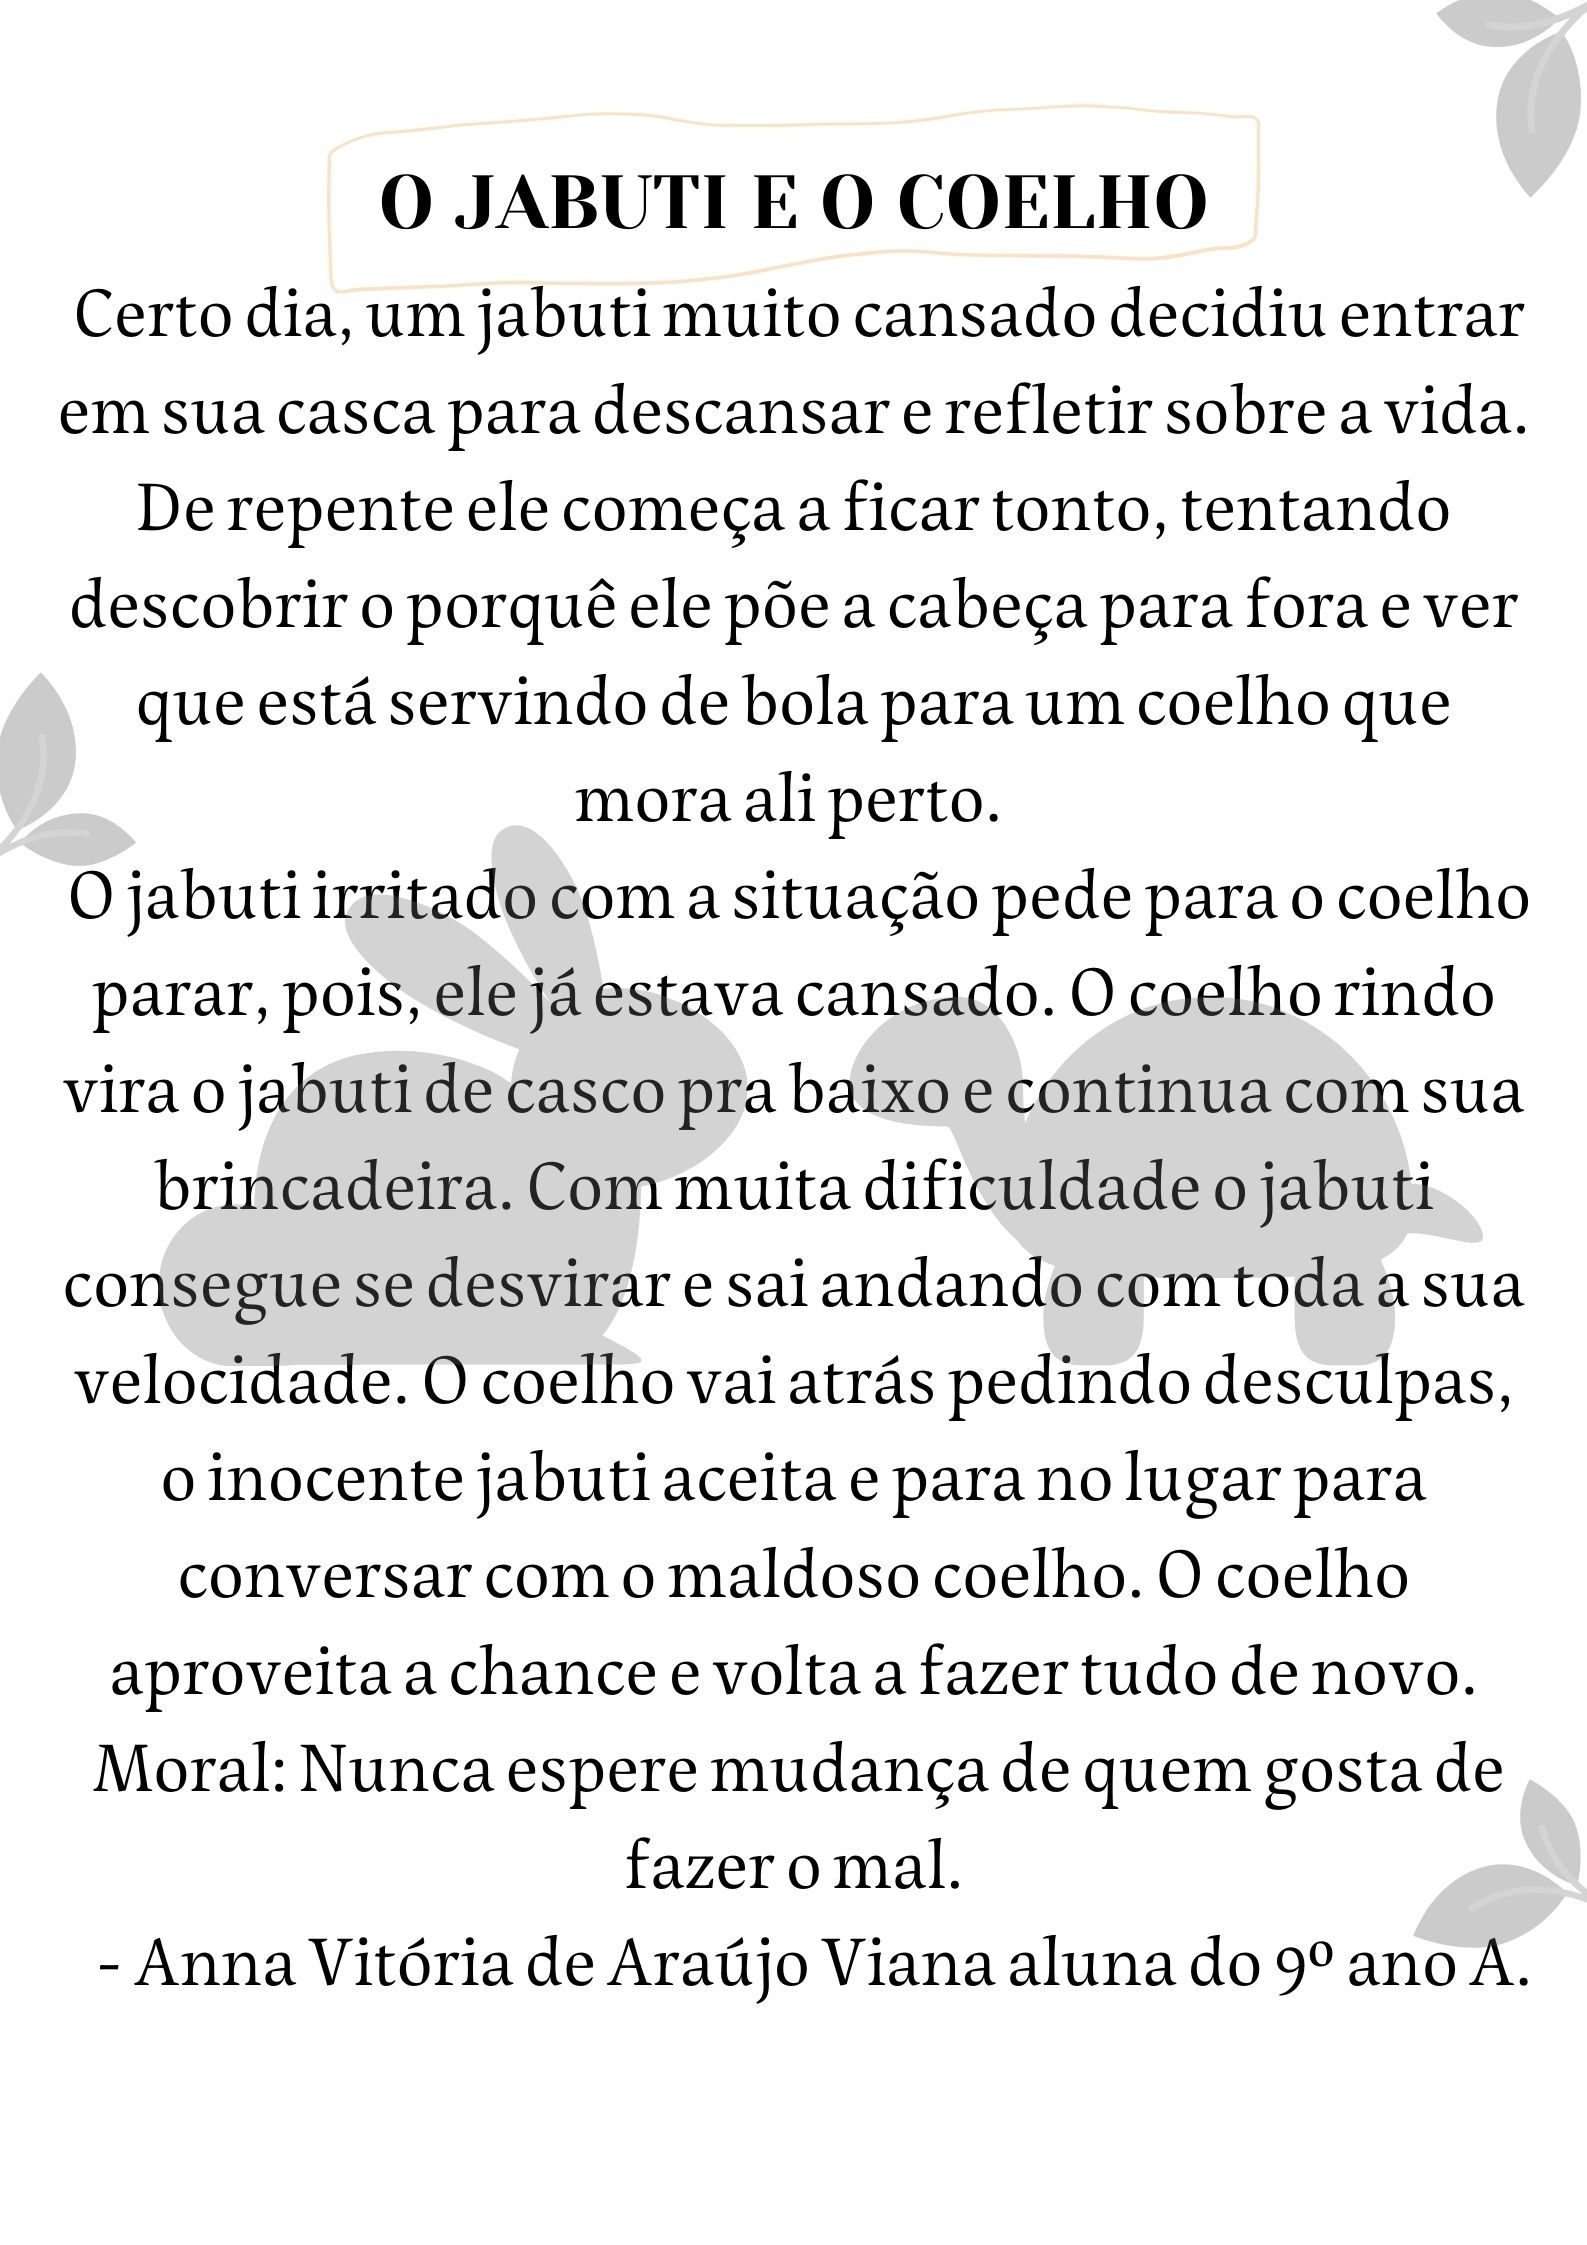 O JABUTI E O COELHO
Certo dia, um jabuti muito cansado decidiu entrar
em sua casca para descansar e refletir sobre a vida.
De repente ele começa a ficar tonto, tentando
descobrir o porquê ele põe a cabeça para fora e ver
que está servindo de bola para um coelho que
mora ali perto.
O jabuti irritado com a situação pede para o coelho
parar, pois, ele já estava cansado. O coelho rindo
vira o jabuti de casco pra baixo e continua com sua
brincadeira. Com muita dificuldade o jabuti
consegue se desvirar e sai andando com toda a sua
velocidade. O coelho vai atrás pedindo desculpas,
o inocente jabuti aceita e para no lugar para
conversar com o maldoso coelho. O coelho
aproveita a chance e volta a fazer tudo de novo.
Moral: Nunca espere mudança de quem gosta de
fazer o mal.
- Anna Vitória de Araújo Viana aluna do 9º ano A.